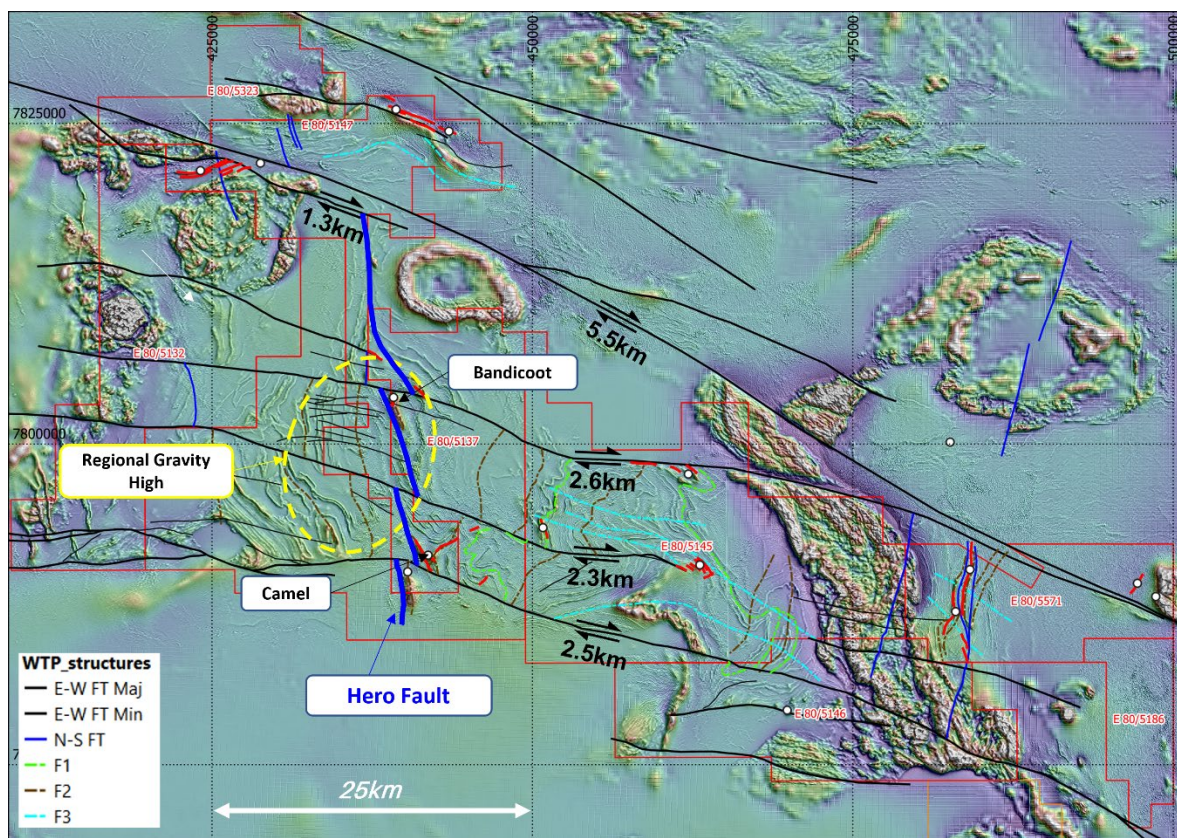 425000
450000
475000
500000
E 80/5323
7825000
E 80/5147
1.3km
5.5km
E 80/5132
Bandicoot
7800000
E 80/5137
Regional Gravity
High
2.6km
E 80/5145
2.3km
Camel
E 80/5571
2.5km
WTP_structures
E-W FT Maj
E-W FT Min
N-S FT
F1
F2
F3
Hero Fault
E 80/5146
E 80/5186
25km